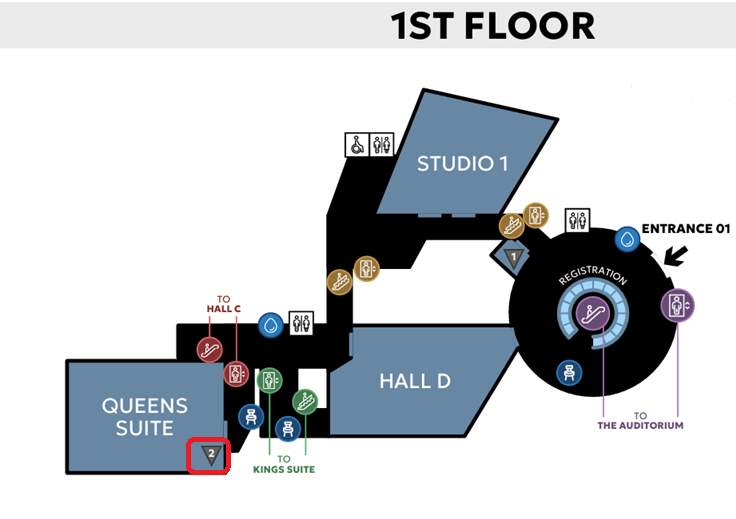 1ST FLOOR
STUDIO 1
ENTRANCE 01
1
REGISTRATION
TO
HALL C
HALL D
QUEENS
SUITE
2
TO
THE AUDITORIUM
TO
KINGS SUITE